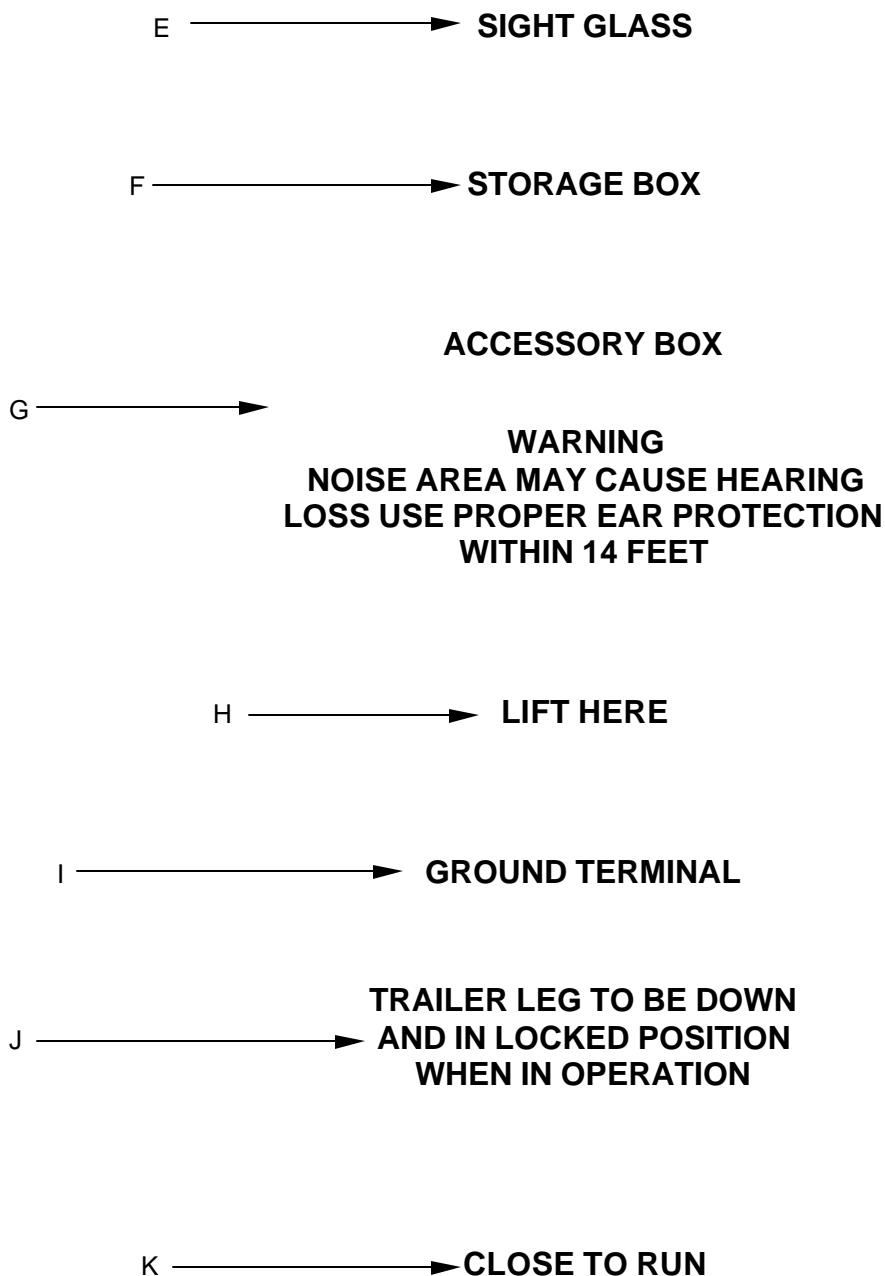 E SIGHT GLASS
F STORAGE BOX
ACCESSORY BOX
G
WARNING
NOISE AREA MAY CAUSE HEARING
LOSS USE PROPER EAR PROTECTION
WITHIN 14 FEET
H LIFT HERE
I GROUND TERMINAL
TRAILER LEG TO BE DOWN
J AND IN LOCKED POSITION
WHEN IN OPERATION
K CLOSE TO RUN